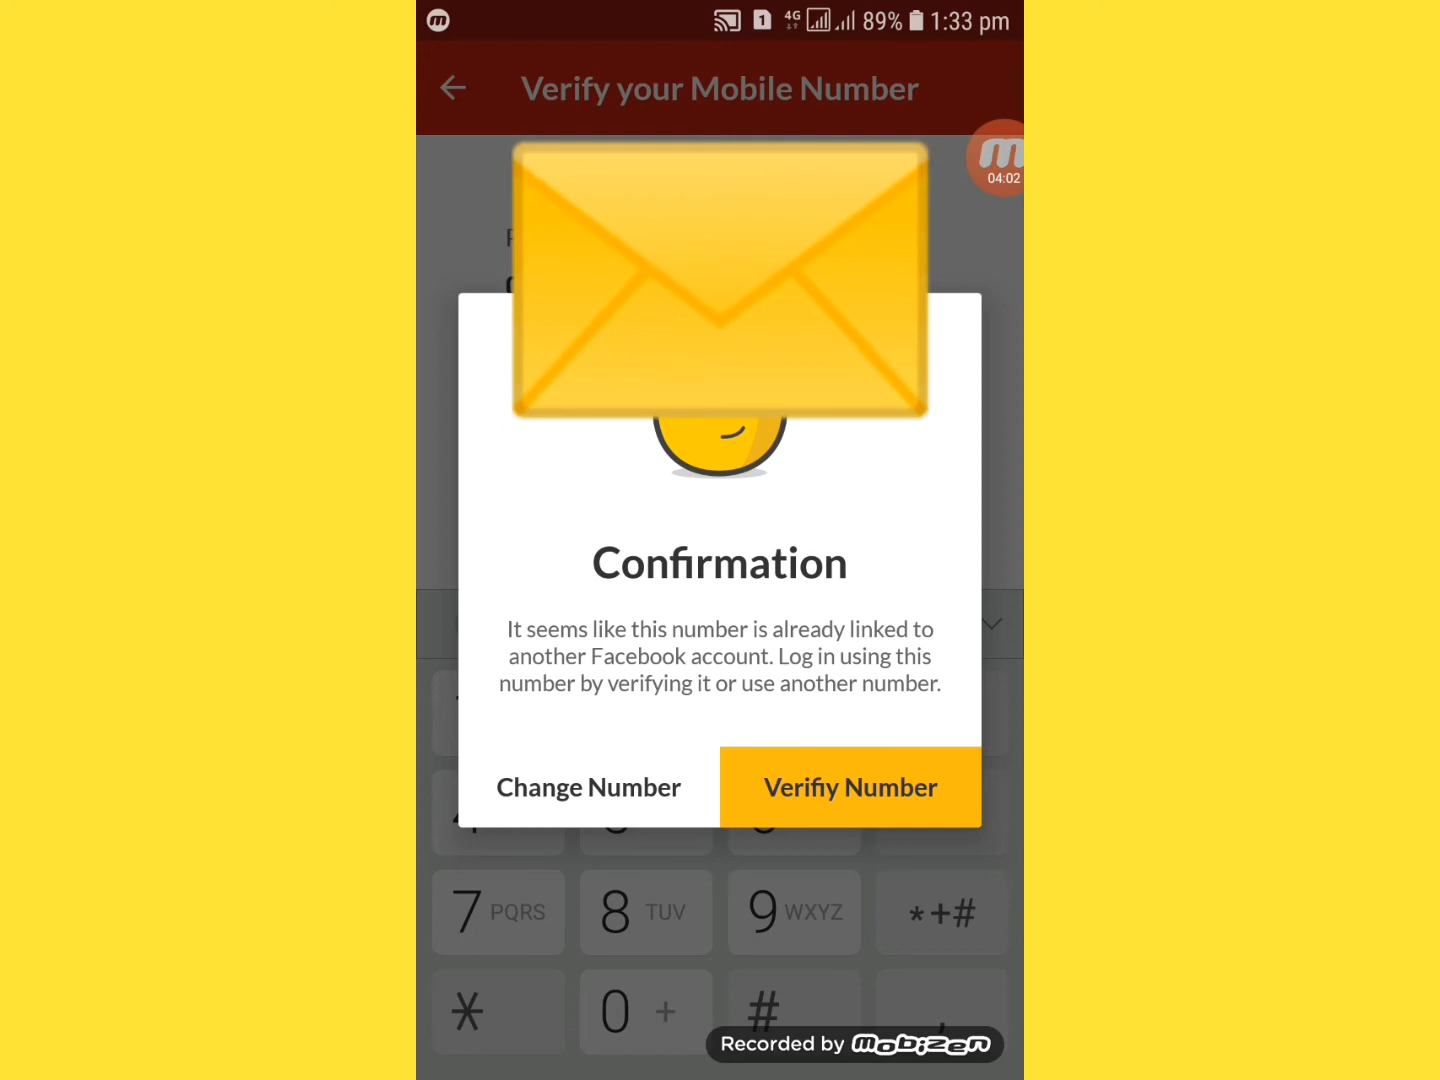 m 1 4G 89% 1:33 pm
Verify your Mobile Number
m
04:02
Confirmation
It seems like this number is already linked to
another Facebook account. Log in using this
number by verifying it or use another number.
Change Number Verifiy Number
7 PQRS 8 TUV 9 WXYZ *+#
* 0 + # ,
Recorded by mobizen